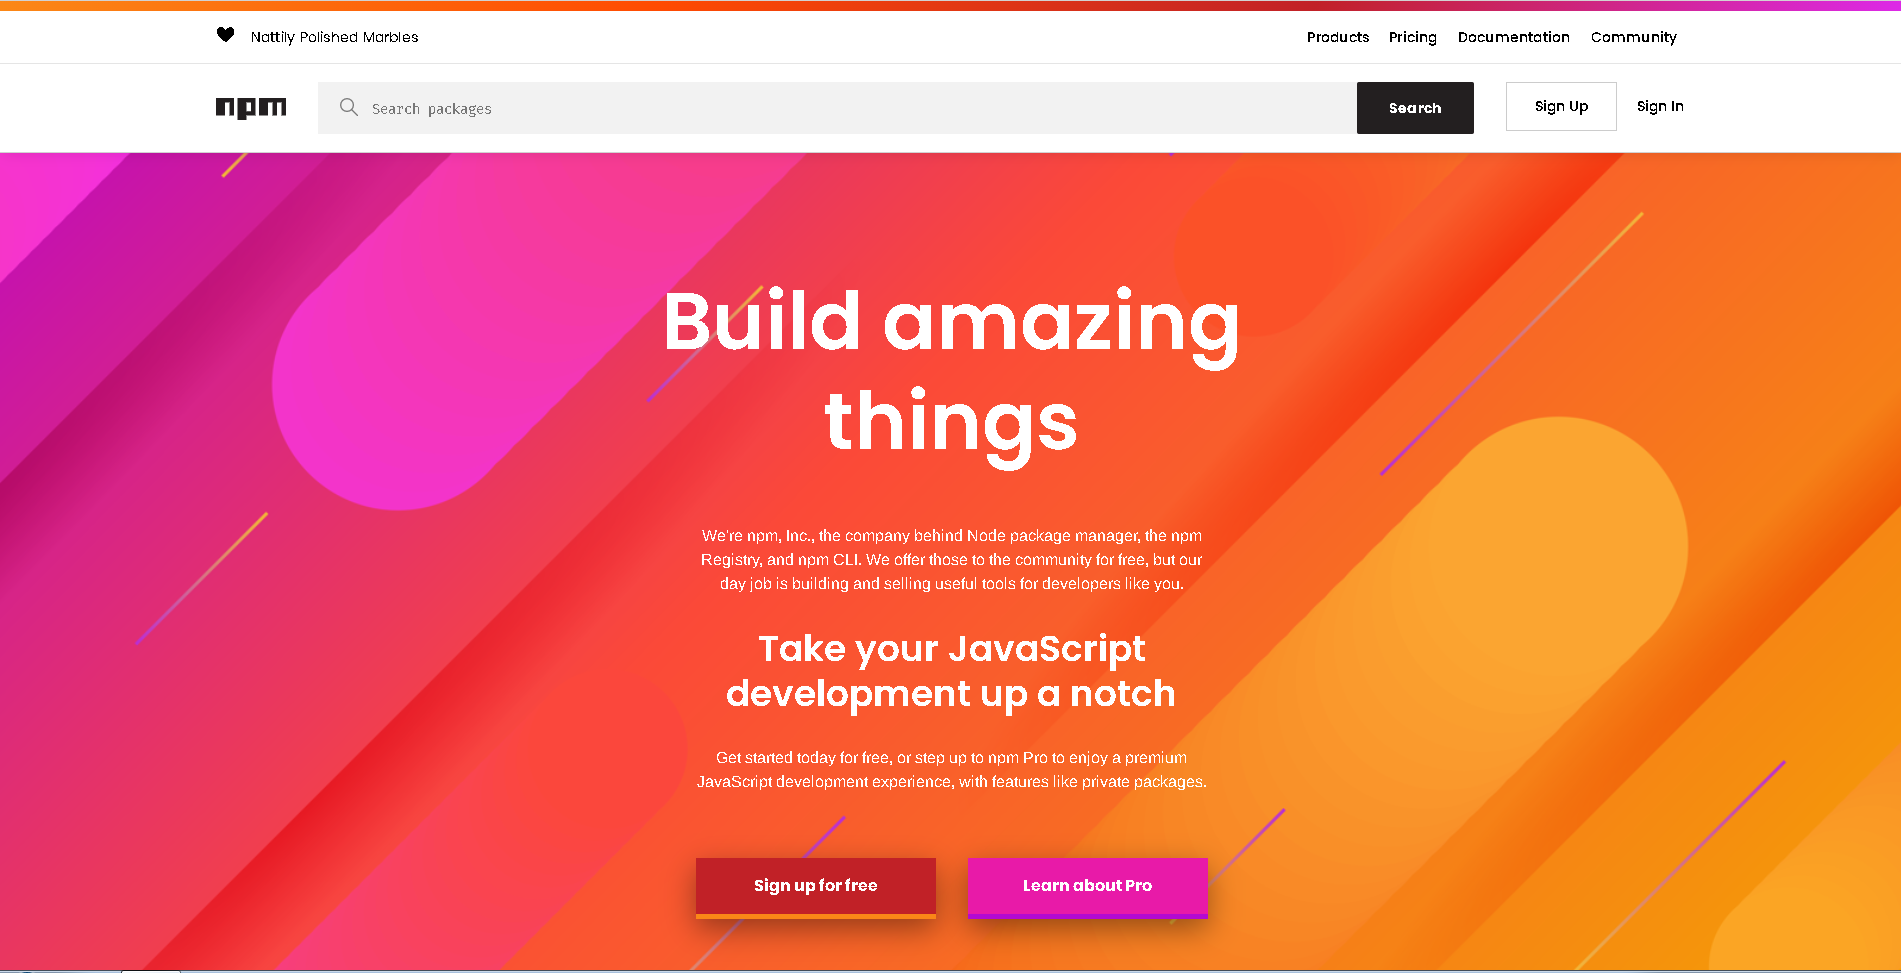 Nattily Polished Marbles
Products Pricing Documentation Community
npm
Search packages
Search
Sign Up
Sign In
Build amazing
things
We're npm, Inc., the company behind Node package manager, the npm
Registry, and npm CLI. We offer those to the community for free, but our
day job is building and selling useful tools for developers like you.
Take your JavaScript
development up a notch
Get started today for free, or step up to npm Pro to enjoy a premium
JavaScript development experience, with features like private packages.
Sign up for free
Learn about Pro